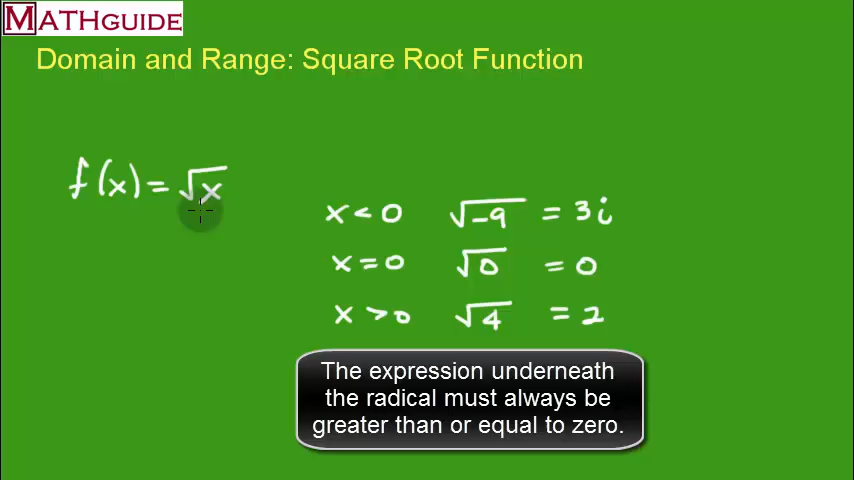 MATHGUIDE
Domain and Range: Square Root Function
f(x) = √x
x < 0 √-9 = 3i
x = 0 √0 = 0
x > 0 √4 = 2
The expression underneath
the radical must always be
greater than or equal to zero.